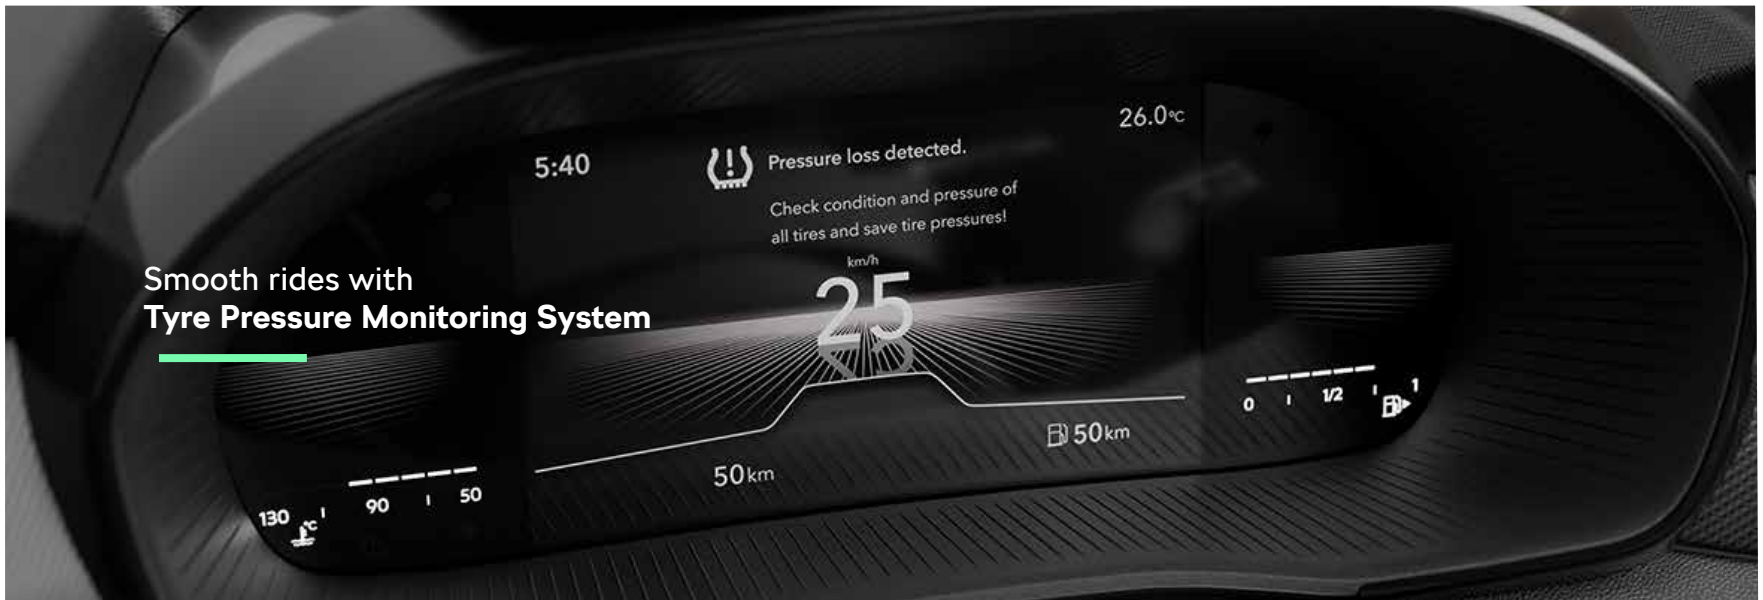 5:40
26.0°C
Pressure loss detected.
Check condition and pressure of
all tires and save tire pressures!
km/h
25
Smooth rides with
Tyre Pressure Monitoring System
50km
50km
130 90 50
°C
0 1/2 1